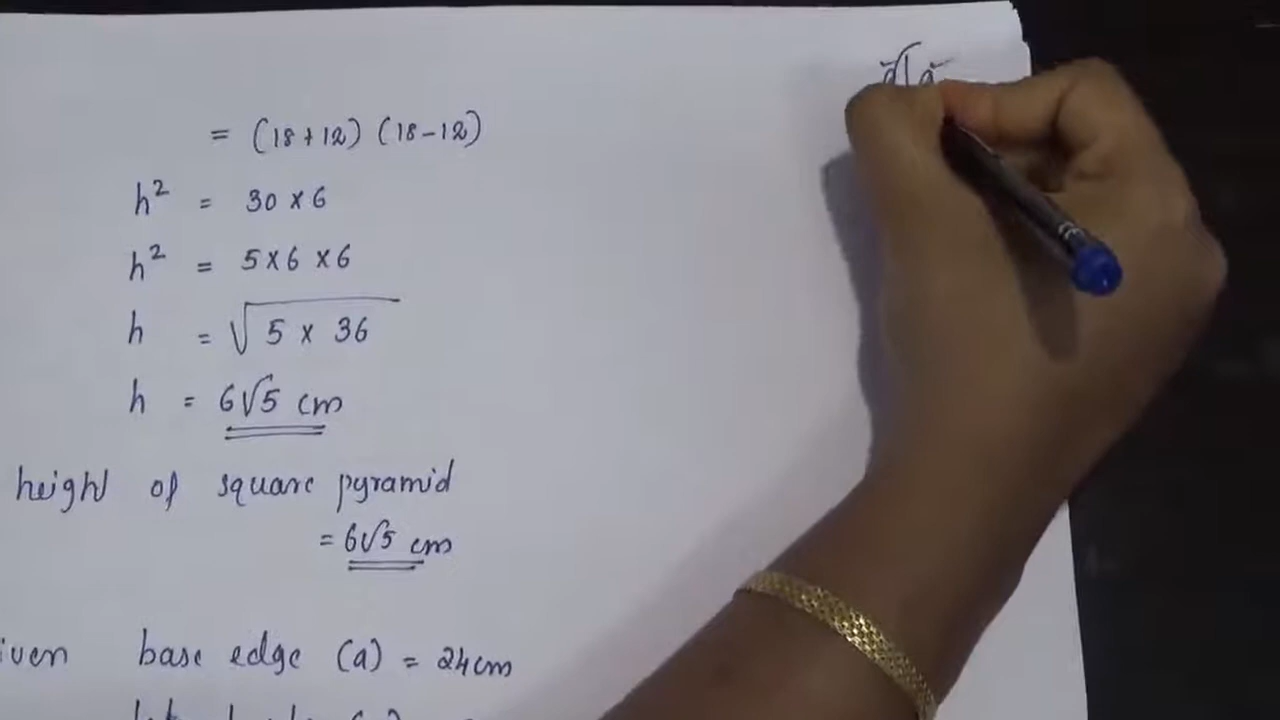 = (18+12) (18-12)
h² = 30 × 6
h² = 5×6 ×6
h = √5 × 36
h = 6√5 cm
height of square pyramid
= 6√5 cm
iven base edge (a) = 24cm